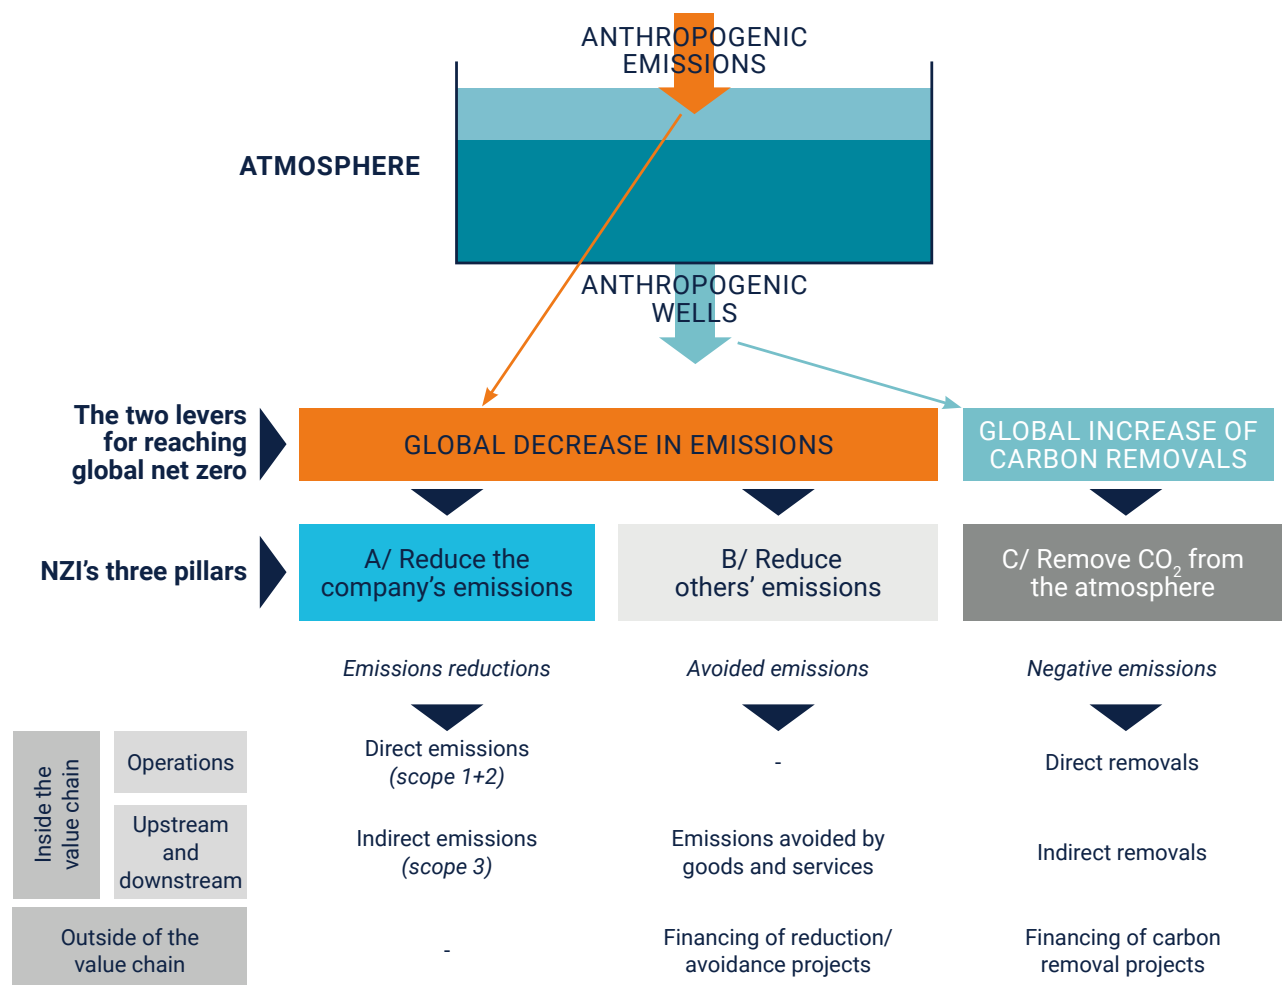 ANTHROPOGENIC
EMISSIONS
ATMOSPHERE
ANTHROPOGENIC
WELLS
The two levers
for reaching
global net zero
GLOBAL DECREASE IN EMISSIONS
GLOBAL INCREASE OF
CARBON REMOVALS
NZI's three pillars
A/ Reduce the
company's emissions
B/ Reduce
others' emissions
C/ Remove CO₂ from
the atmosphere
Emissions reductions
Avoided emissions
Negative emissions
Inside the
value chain
Operations
Direct emissions
(scope 1+2)
-
Direct removals
Upstream
and
downstream
Indirect emissions
(scope 3)
Emissions avoided by
goods and services
Indirect removals
Outside of the
value chain
-
Financing of reduction/
avoidance projects
Financing of carbon
removal projects